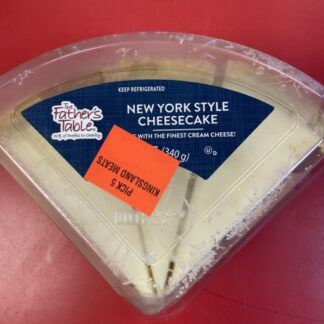 KEEP REFRIGERATED
The
Father's
Table®
NEW YORK STYLE
CHEESECAKE
WITH THE FINEST CREAM CHEESE!
(340 g)
U D
PICK 5
KINGSLAND MEATS